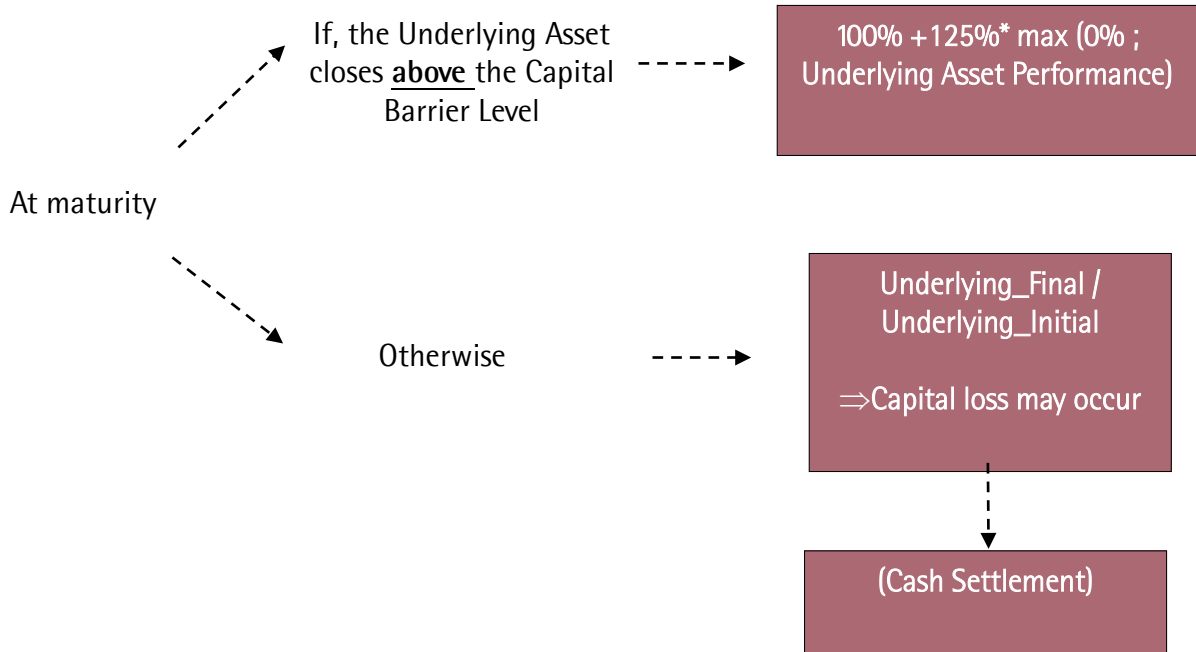 If, the Underlying Asset
closes above the Capital
Barrier Level
100% +125%* max (0% ;
Underlying Asset Performance)
At maturity
Otherwise
Underlying_Final /
Underlying_Initial
⇒Capital loss may occur
(Cash Settlement)